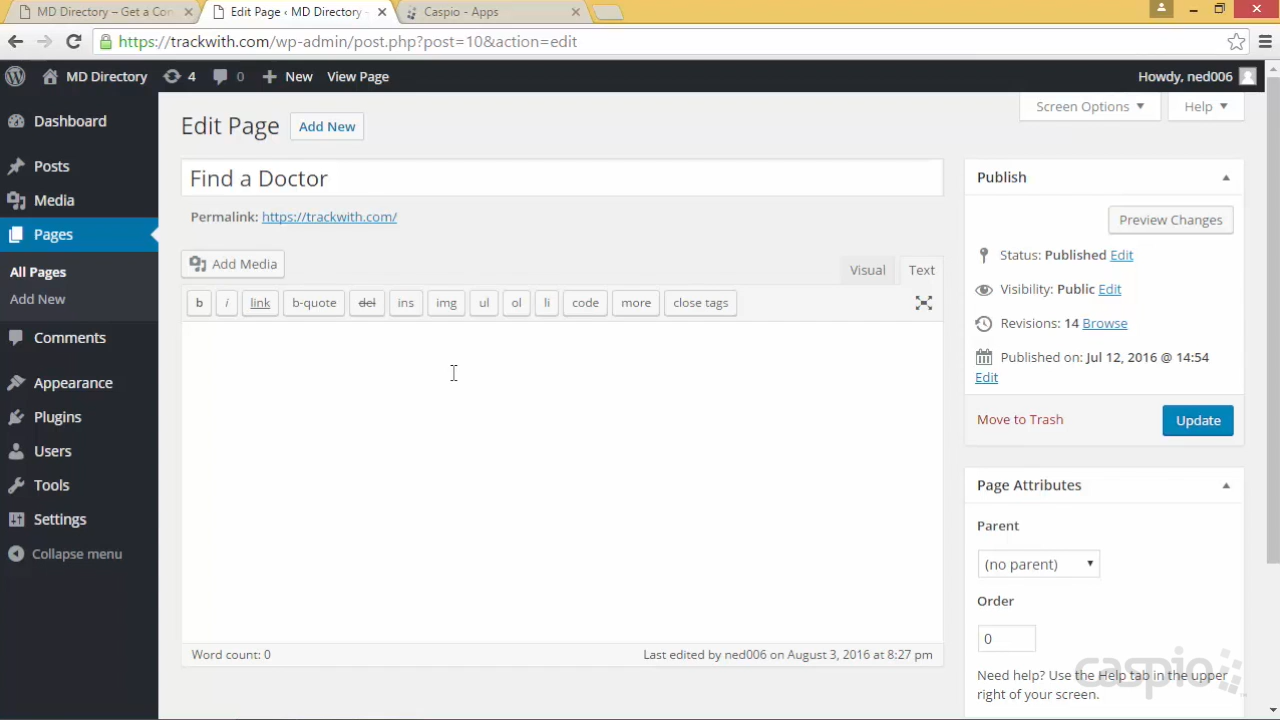 MD Directory – Get a Con
Edit Page ‹ MD Directory -
Caspio - Apps
https://trackwith.com/wp-admin/post.php?post=10&action=edit
MD Directory
4
0
New
View Page
Howdy, ned006
Dashboard
Posts
Media
Pages
All Pages
Add New
Comments
Appearance
Plugins
Users
Tools
Settings
Collapse menu
Screen Options
Help
Edit Page
Add New
Find a Doctor
Permalink: https://trackwith.com/
Add Media
Visual
Text
b
i
link
b-quote
del
ins
img
ul
ol
li
code
more
close tags
Word count: 0
Last edited by ned006 on August 3, 2016 at 8:27 pm
Publish
Preview Changes
Status: Published Edit
Visibility: Public Edit
Revisions: 14 Browse
Published on: Jul 12, 2016 @ 14:54
Edit
Move to Trash
Update
Page Attributes
Parent
(no parent)
Order
0
Need help? Use the Help tab in the upper
right of your screen.
caspio